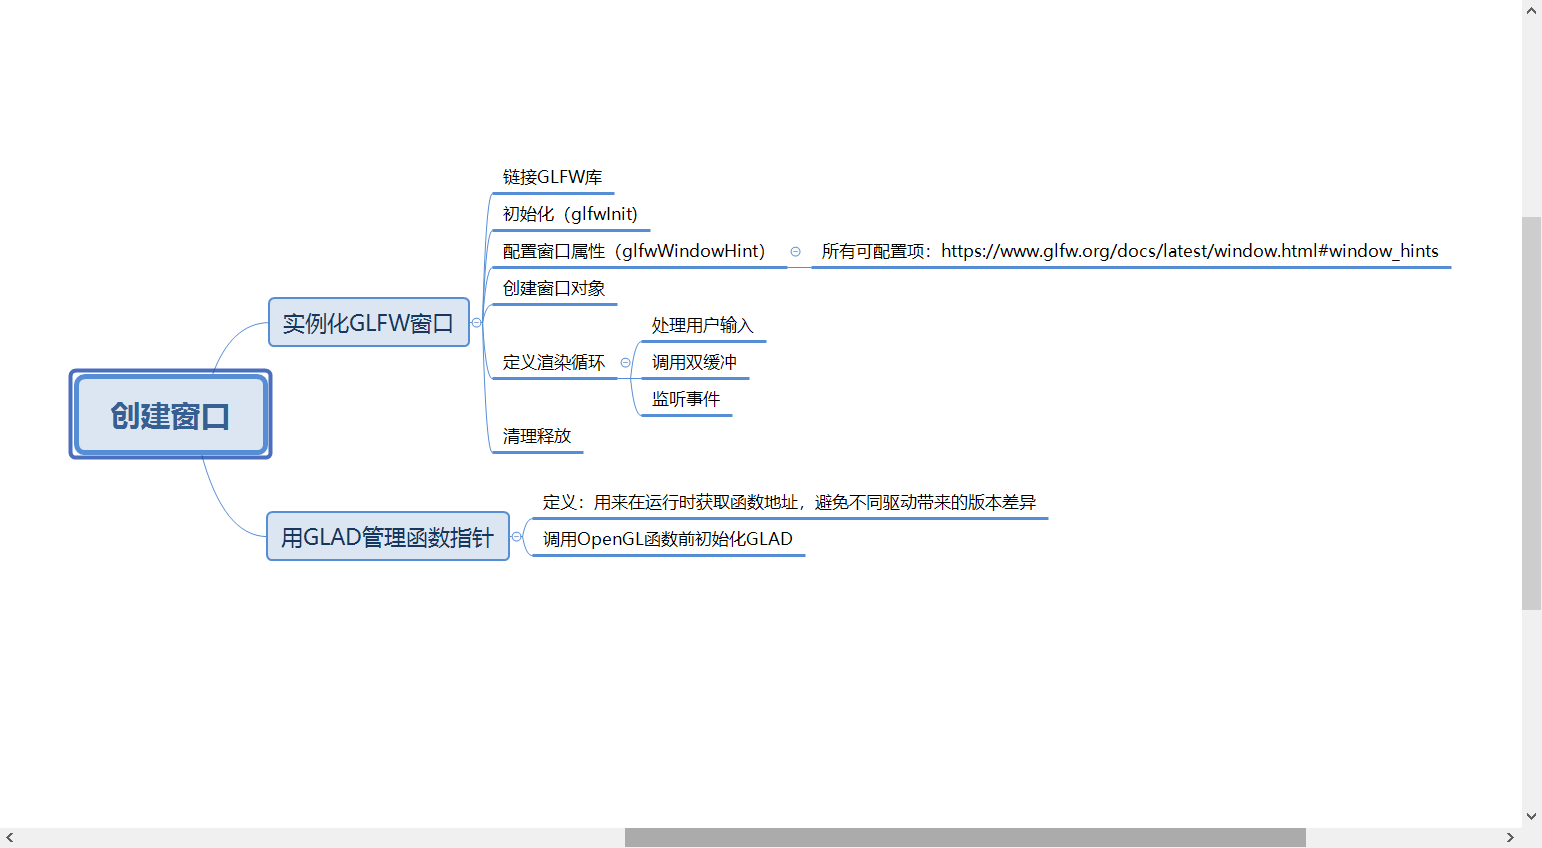 创建窗口
实例化GLFW窗口
链接GLFW库
初始化（glfwInit)
配置窗口属性（glfwWindowHint）
所有可配置项：https://www.glfw.org/docs/latest/window.html#window_hints
创建窗口对象
定义渲染循环
处理用户输入
调用双缓冲
监听事件
清理释放
用GLAD管理函数指针
定义：用来在运行时获取函数地址，避免不同驱动带来的版本差异
调用OpenGL函数前初始化GLAD